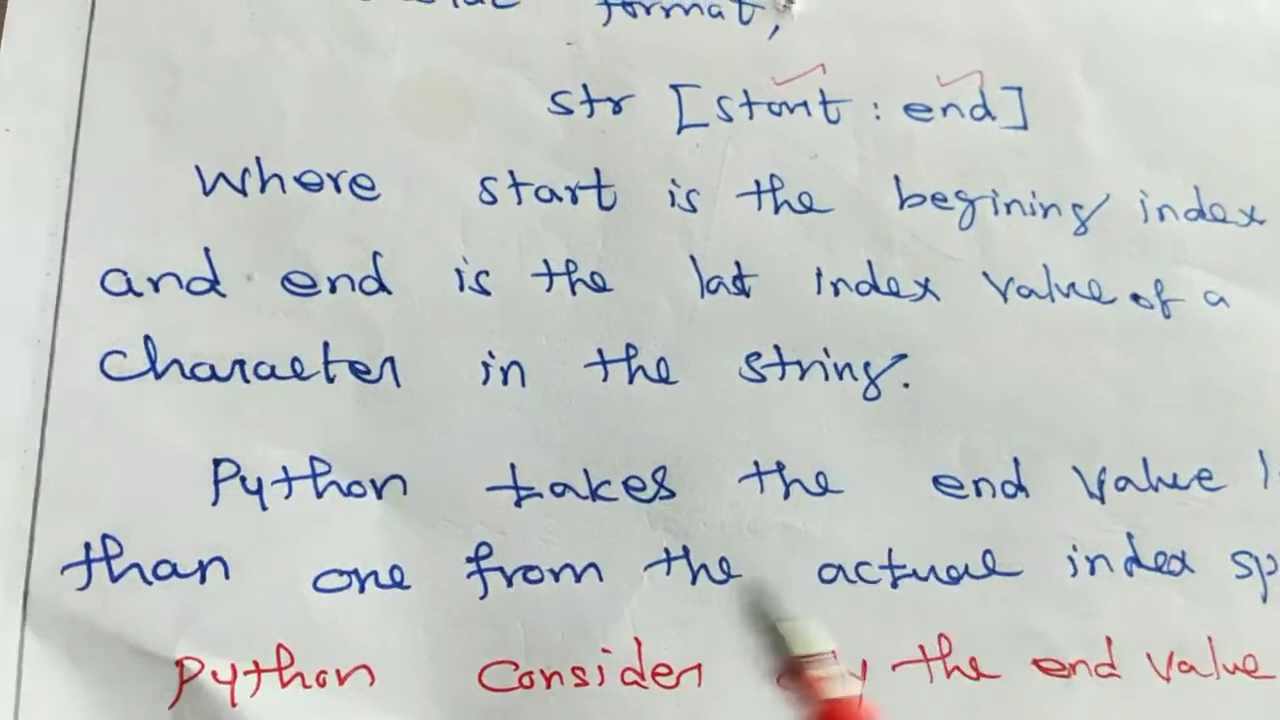 format,
str [start : end]
Where start is the begining index
and end is the last index value of a
character in the string.
Python takes the end value
than one from the actual index
Python Consider the end value